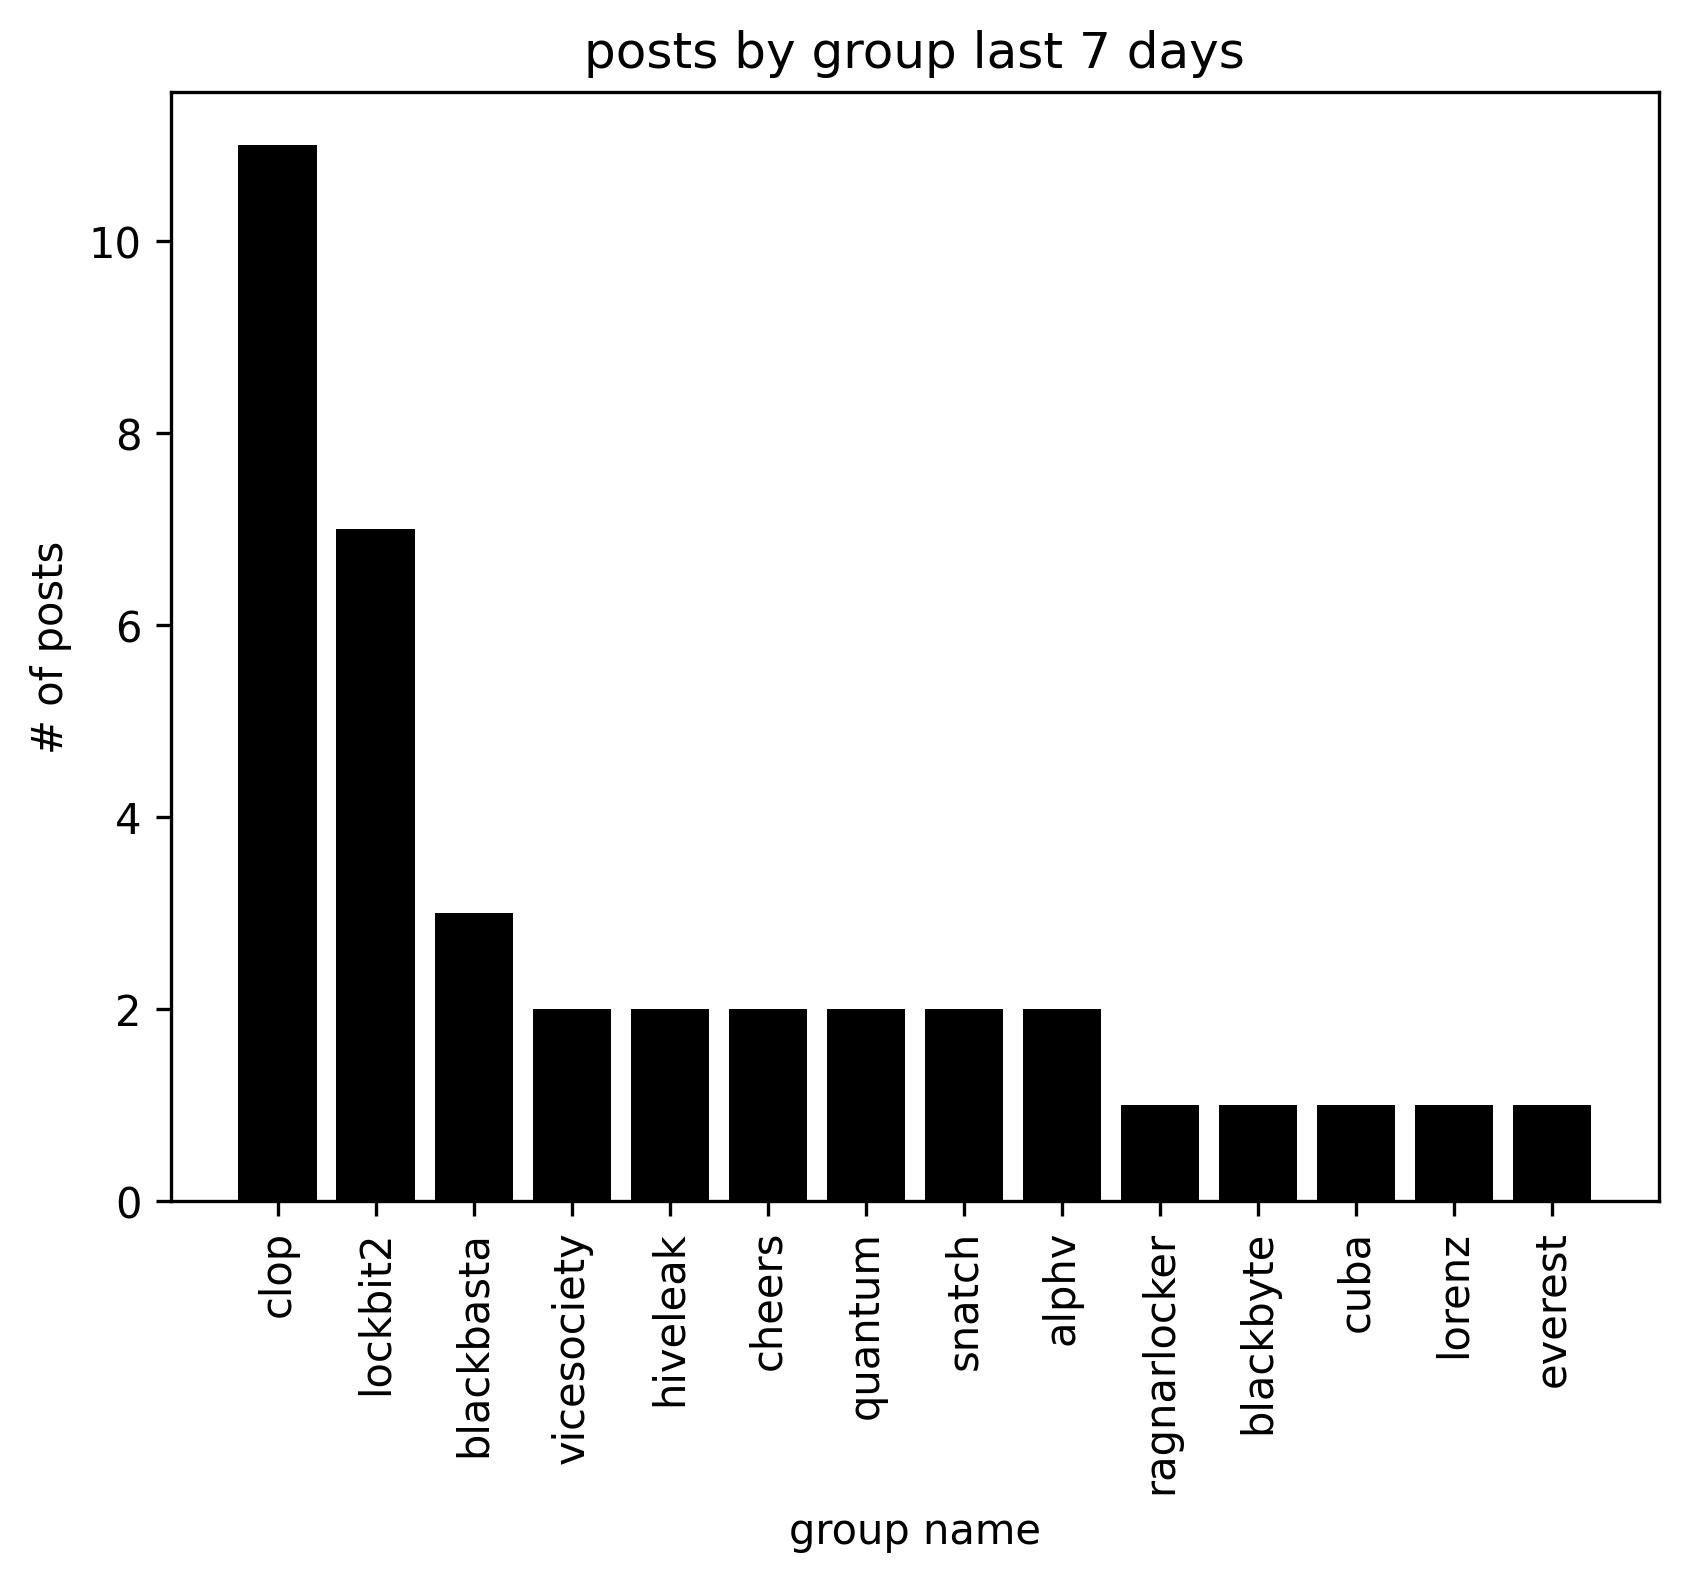 posts by group last 7 days
# of posts
10
8
6
4
2
0
clop
lockbit2
blackbasta
vicesociety
hiveleak
cheers
quantum
snatch
alphv
ragnarlocker
blackbyte
cuba
lorenz
everest
group name